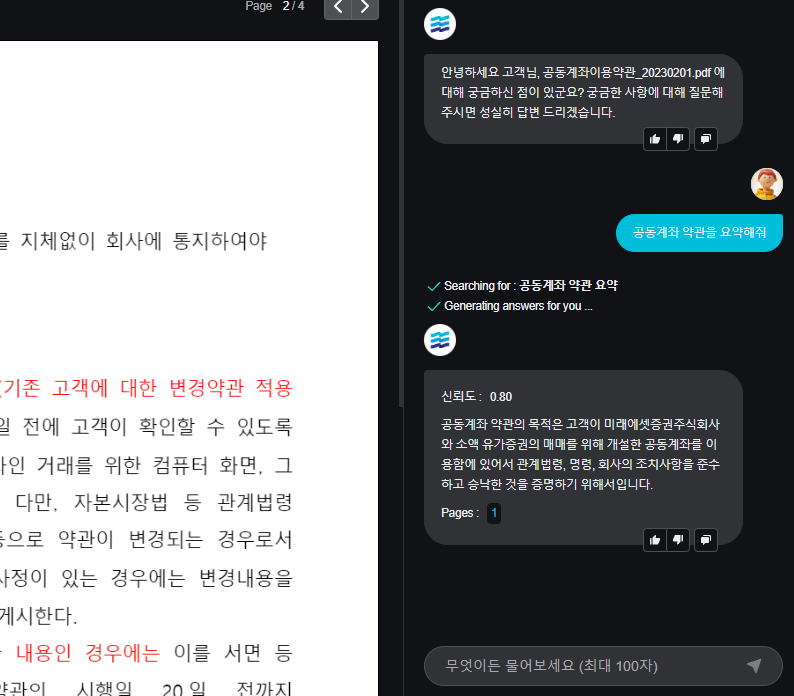 Page 2/4
를 지체없이 회사에 통지하여야
(기존 고객에 대한 변경약관 적용
일 전에 고객이 확인할 수 있도록
라인 거래를 위한 컴퓨터 화면, 그
다만, 자본시장법 등 관계법령
등으로 약관이 변경되는 경우로서
사정이 있는 경우에는 변경내용을
게시한다.
내용인 경우에는 이를 서면 등
약관의 시행일 20일 전까지
안녕하세요 고객님, 공동계좌이용약관_20230201.pdf 에
대해 궁금하신 점이 있군요? 궁금한 사항에 대해 질문해
주시면 성실히 답변 드리겠습니다.
공동계좌 약관을 요약해줘
Searching for : 공동계좌 약관 요약
Generating answers for you ...
신뢰도 : 0.80
공동계좌 약관의 목적은 고객이 미래에셋증권주식회사
와 소액 유가증권의 매매를 위해 개설한 공동계좌를 이
용함에 있어서 관계법령, 명령, 회사의 조치사항을 준수
하고 승낙한 것을 증명하기 위해서입니다.
Pages : 1
무엇이든 물어보세요 (최대 100자)